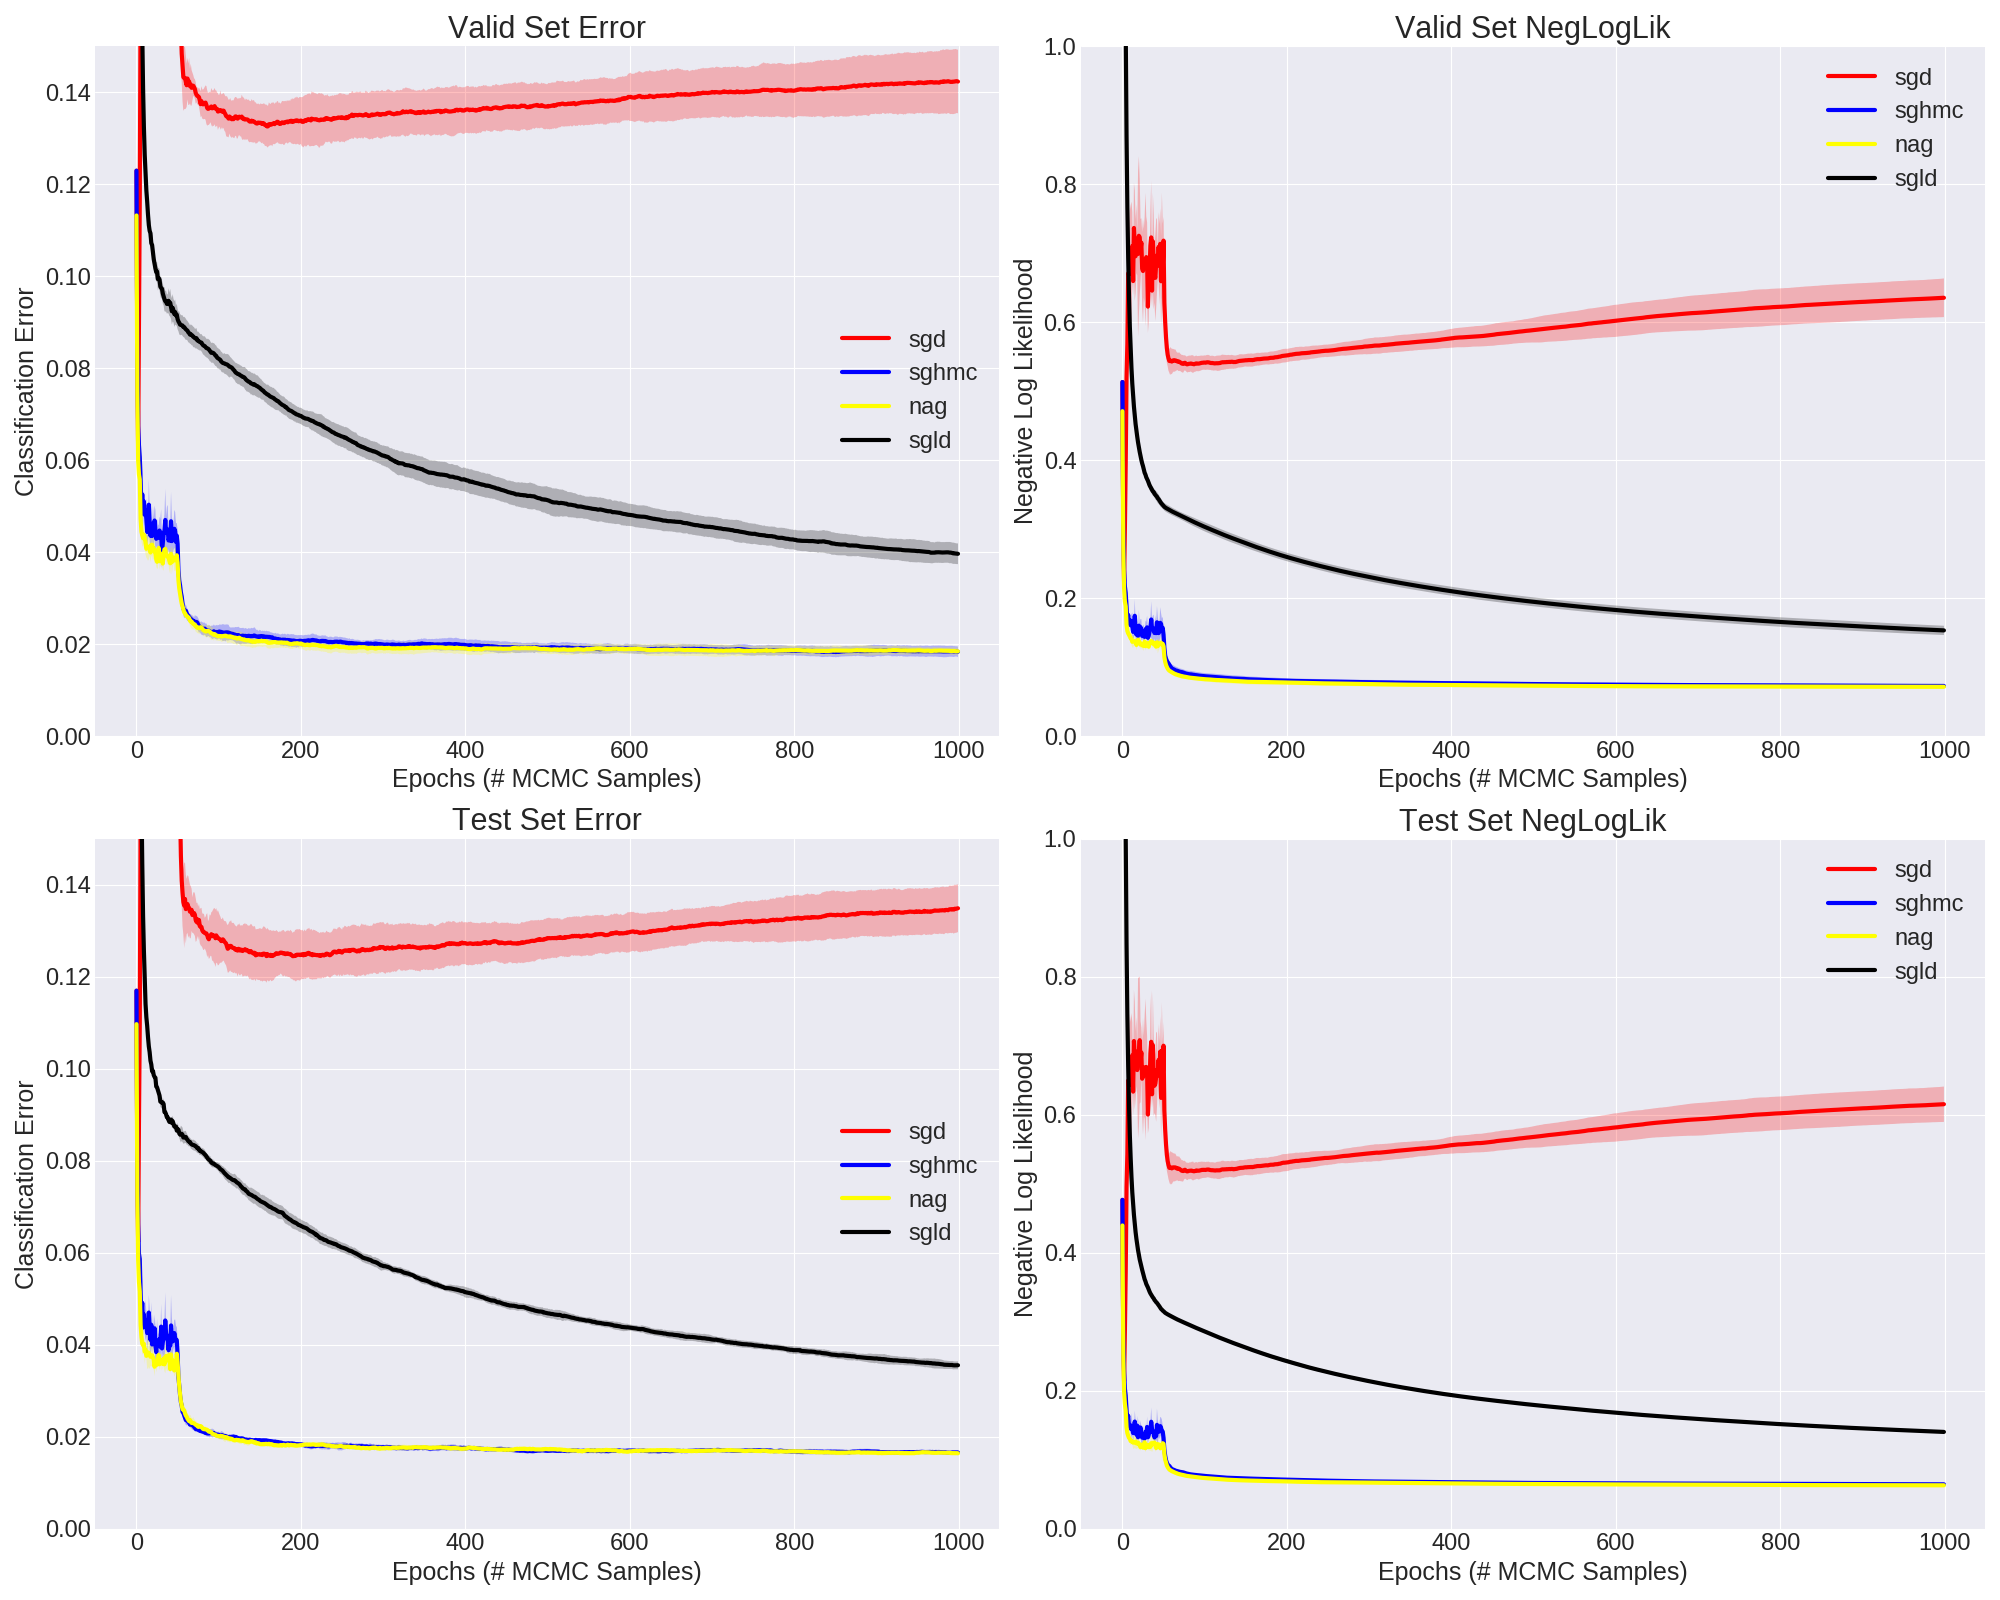 Valid Set Error
0.14
0.12
0.10
0.08
0.06
0.04
0.02
0.00
Classification Error
sgd
sghmc
nag
sgld
0 200 400 600 800 1000
Epochs (# MCMC Samples)
Valid Set NegLogLik
1.0
0.8
0.6
0.4
0.2
0.0
Negative Log Likelihood
sgd
sghmc
nag
sgld
0 200 400 600 800 1000
Epochs (# MCMC Samples)
Test Set Error
0.14
0.12
0.10
0.08
0.06
0.04
0.02
0.00
Classification Error
sgd
sghmc
nag
sgld
0 200 400 600 800 1000
Epochs (# MCMC Samples)
Test Set NegLogLik
1.0
0.8
0.6
0.4
0.2
0.0
Negative Log Likelihood
sgd
sghmc
nag
sgld
0 200 400 600 800 1000
Epochs (# MCMC Samples)